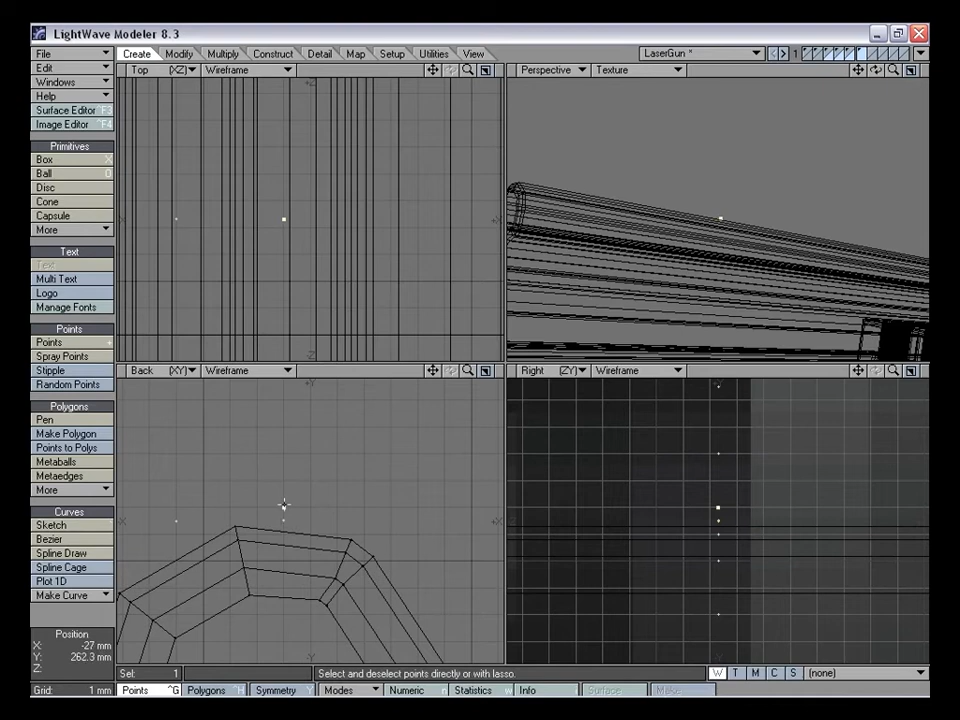 LightWave Modeler 8.3
File Create Modify Multiply Construct Detail Map Setup Utilities View LaserGun * 1
Edit Top (XZ) Wireframe Perspective Texture
Windows
Help
Surface Editor F3
Image Editor ^F4
Primitives
Box X
Ball O
Disc
Cone
Capsule
More
Text
Text
Multi Text
Logo
Manage Fonts
Points
Points +
Spray Points
Stipple
Back (XY) Wireframe Right (ZY) Wireframe
Random Points
Polygons
Pen
Make Polygon
Points to Polys
Metaballs
Metaedges
More
Curves
Sketch
Bezier
Spline Draw
Spline Cage
Plot 1D
Make Curve
Position
X: -27 mm
Y: 262.3 mm
Z:
Sel: 1 Select and deselect points directly or with lasso. W T M C S (none)
Grid: 1 mm Points ^G Polygons ^H Symmetry Y Modes Numeric n Statistics w Info i Surface